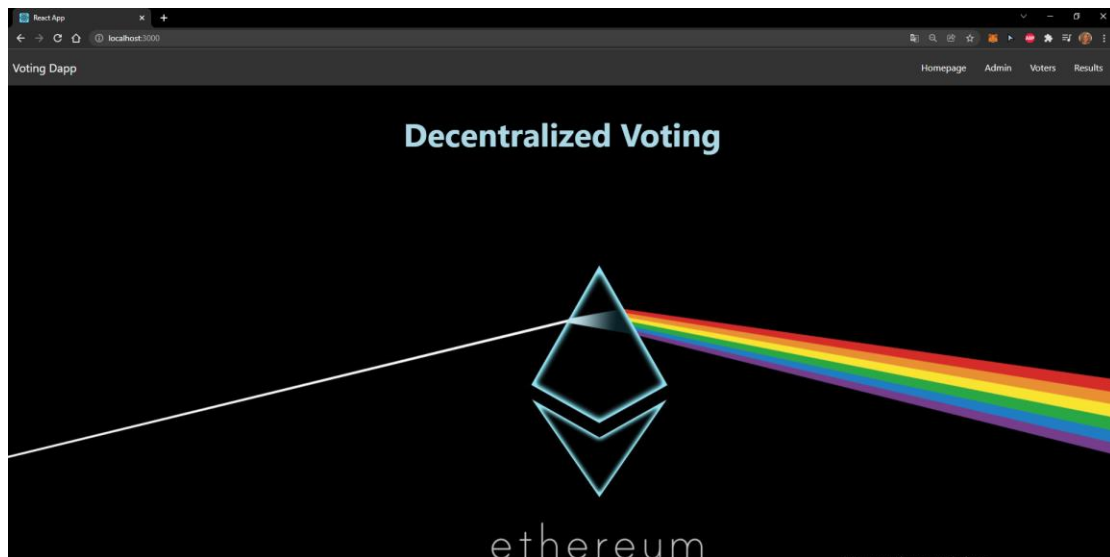 React App
localhost:3000
Voting Dapp
Homepage Admin Voters Results
Decentralized Voting
ethereum